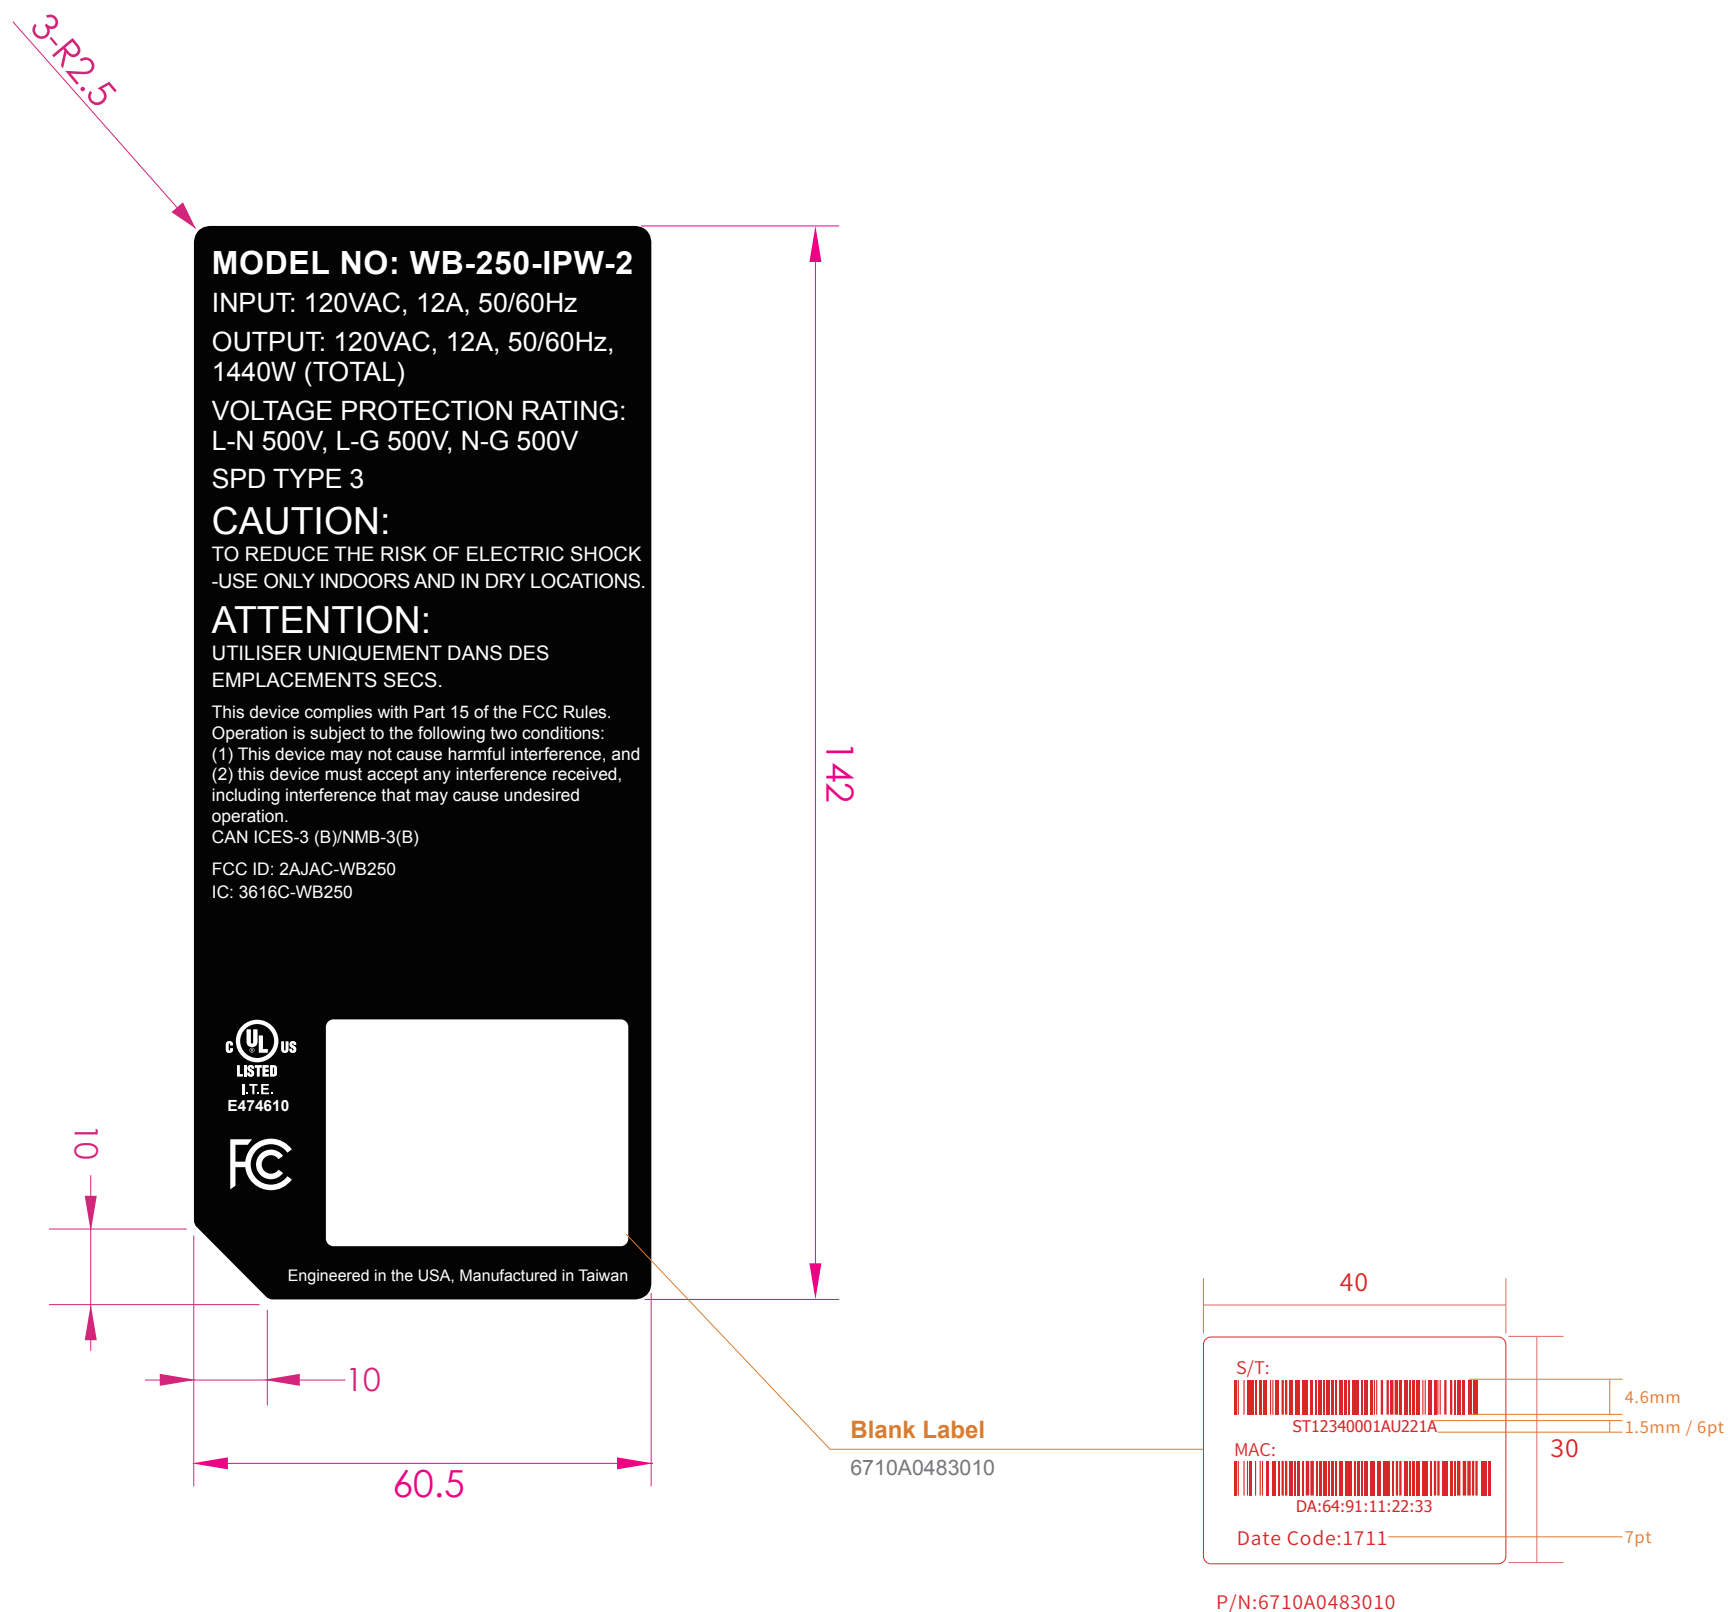 3-R2.5
MODEL NO: WB-250-IPW-2
INPUT: 120VAC, 12A, 50/60Hz
OUTPUT: 120VAC, 12A, 50/60Hz,
1440W (TOTAL)
VOLTAGE PROTECTION RATING:
L-N 500V, L-G 500V, N-G 500V
SPD TYPE 3
CAUTION:
TO REDUCE THE RISK OF ELECTRIC SHOCK
-USE ONLY INDOORS AND IN DRY LOCATIONS.
ATTENTION:
UTILISER UNIQUEMENT DANS DES
EMPLACEMENTS SECS.
This device complies with Part 15 of the FCC Rules.
Operation is subject to the following two conditions:
(1) This device may not cause harmful interference, and
(2) this device must accept any interference received,
including interference that may cause undesired
operation.
CAN ICES-3 (B)/NMB-3(B)
FCC ID: 2AJAC-WB250
IC: 3616C-WB250
C UL US
®
LISTED
I.T.E.
E474610
FC
Engineered in the USA, Manufactured in Taiwan
142
10
10
60.5
Blank Label
6710A0483010
40
S/T:
ST12340001AU221A
MAC:
DA:64:91:11:22:33
Date Code:1711
4.6mm
1.5mm / 6pt
30
7pt
P/N:6710A0483010